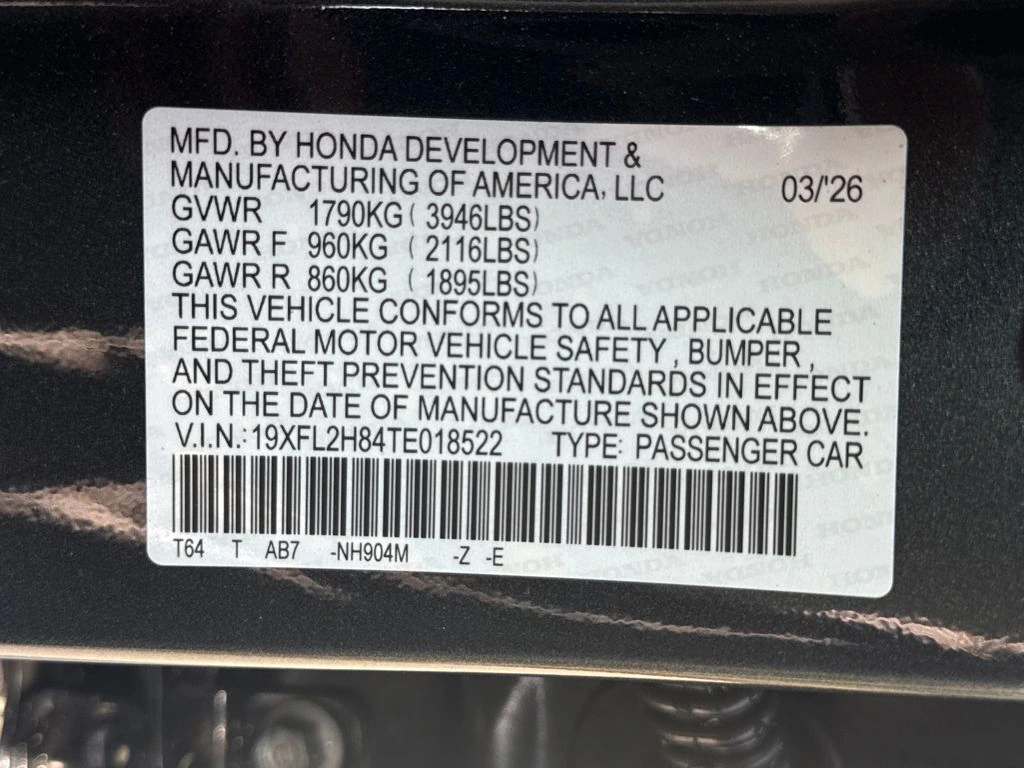 MFD. BY HONDA DEVELOPMENT &
MANUFACTURING OF AMERICA, LLC 03/'26
GVWR 1790KG ( 3946LBS)
GAWR F 960KG ( 2116LBS)
GAWR R 860KG ( 1895LBS)
THIS VEHICLE CONFORMS TO ALL APPLICABLE
FEDERAL MOTOR VEHICLE SAFETY , BUMPER ,
AND THEFT PREVENTION STANDARDS IN EFFECT
ON THE DATE OF MANUFACTURE SHOWN ABOVE.
V.I.N.: 19XFL2H84TE018522 TYPE: PASSENGER CAR
T64 T AB7 -NH904M -Z -E